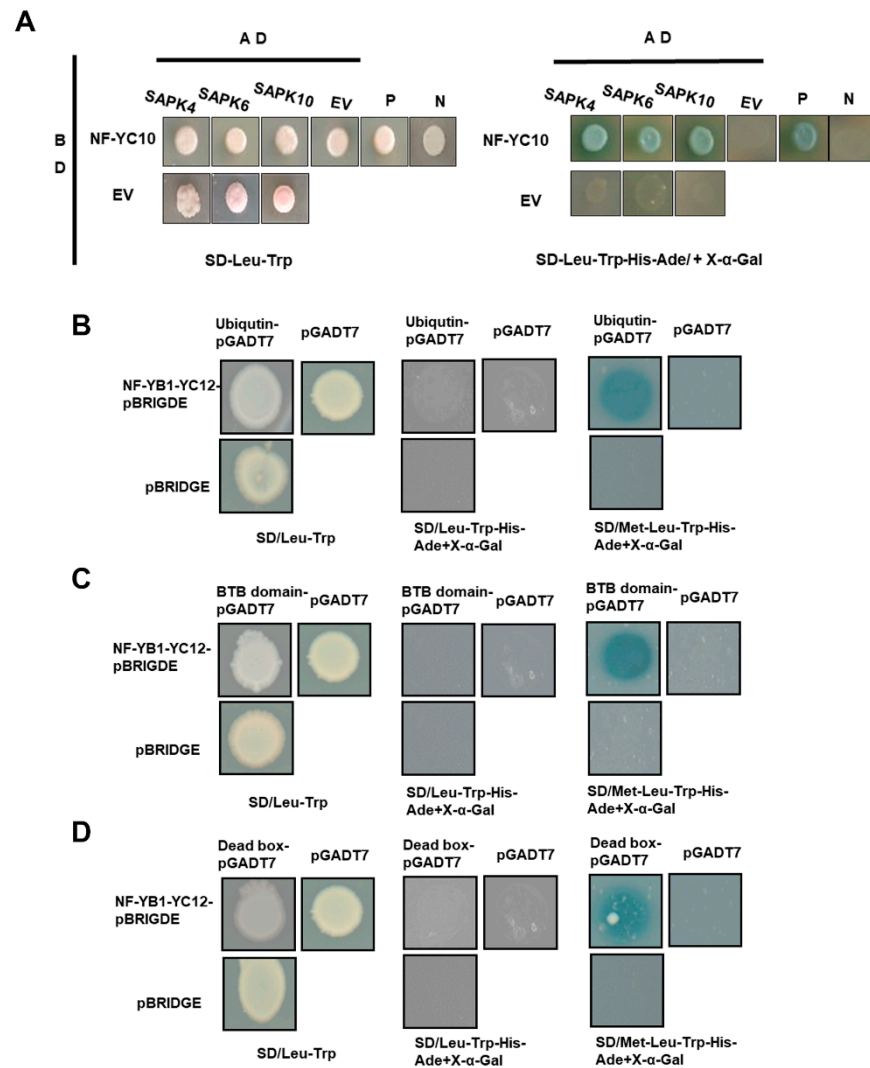 A
A D
A D
SAPK4 SAPK6 SAPK10 EV P N
SAPK4 SAPK6 SAPK10 EV P N
B
D
NF-YC10
NF-YC10
EV
EV
SD-Leu-Trp
SD-Leu-Trp-His-Ade/+ X-α-Gal
B
Ubiqutin-
pGADT7
pGADT7
Ubiqutin-
pGADT7
pGADT7
Ubiqutin-
pGADT7
pGADT7
NF-YB1-YC12-
pBRIGDE
pBRIDGE
SD/Leu-Trp
SD/Leu-Trp-His-
Ade+X-α-Gal
SD/Met-Leu-Trp-His-
Ade+X-α-Gal
C
BTB domain-
pGADT7
pGADT7
BTB domain-
pGADT7
pGADT7
BTB domain-
pGADT7
pGADT7
NF-YB1-YC12-
pBRIGDE
pBRIDGE
SD/Leu-Trp
SD/Leu-Trp-His-
Ade+X-α-Gal
SD/Met-Leu-Trp-His-
Ade+X-α-Gal
D
Dead box-
pGADT7
pGADT7
Dead box-
pGADT7
pGADT7
Dead box-
pGADT7
pGADT7
NF-YB1-YC12-
pBRIGDE
pBRIDGE
SD/Leu-Trp
SD/Leu-Trp-His-
Ade+X-α-Gal
SD/Met-Leu-Trp-His-
Ade+X-α-Gal